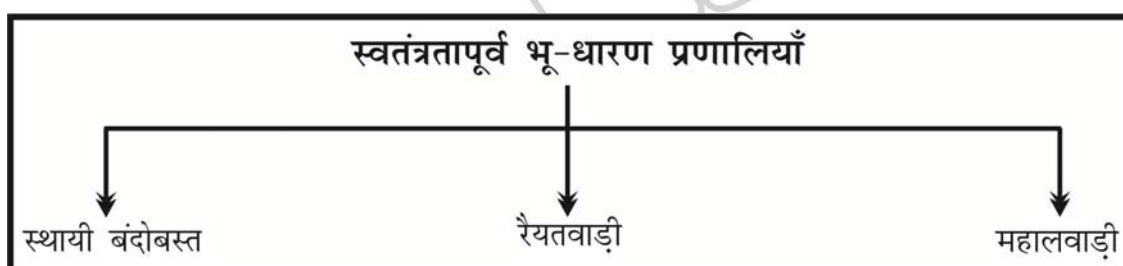 स्वतंत्रतापूर्व भू-धारण प्रणालियाँ
स्थायी बंदोबस्त
रैयतवाड़ी
महालवाड़ी